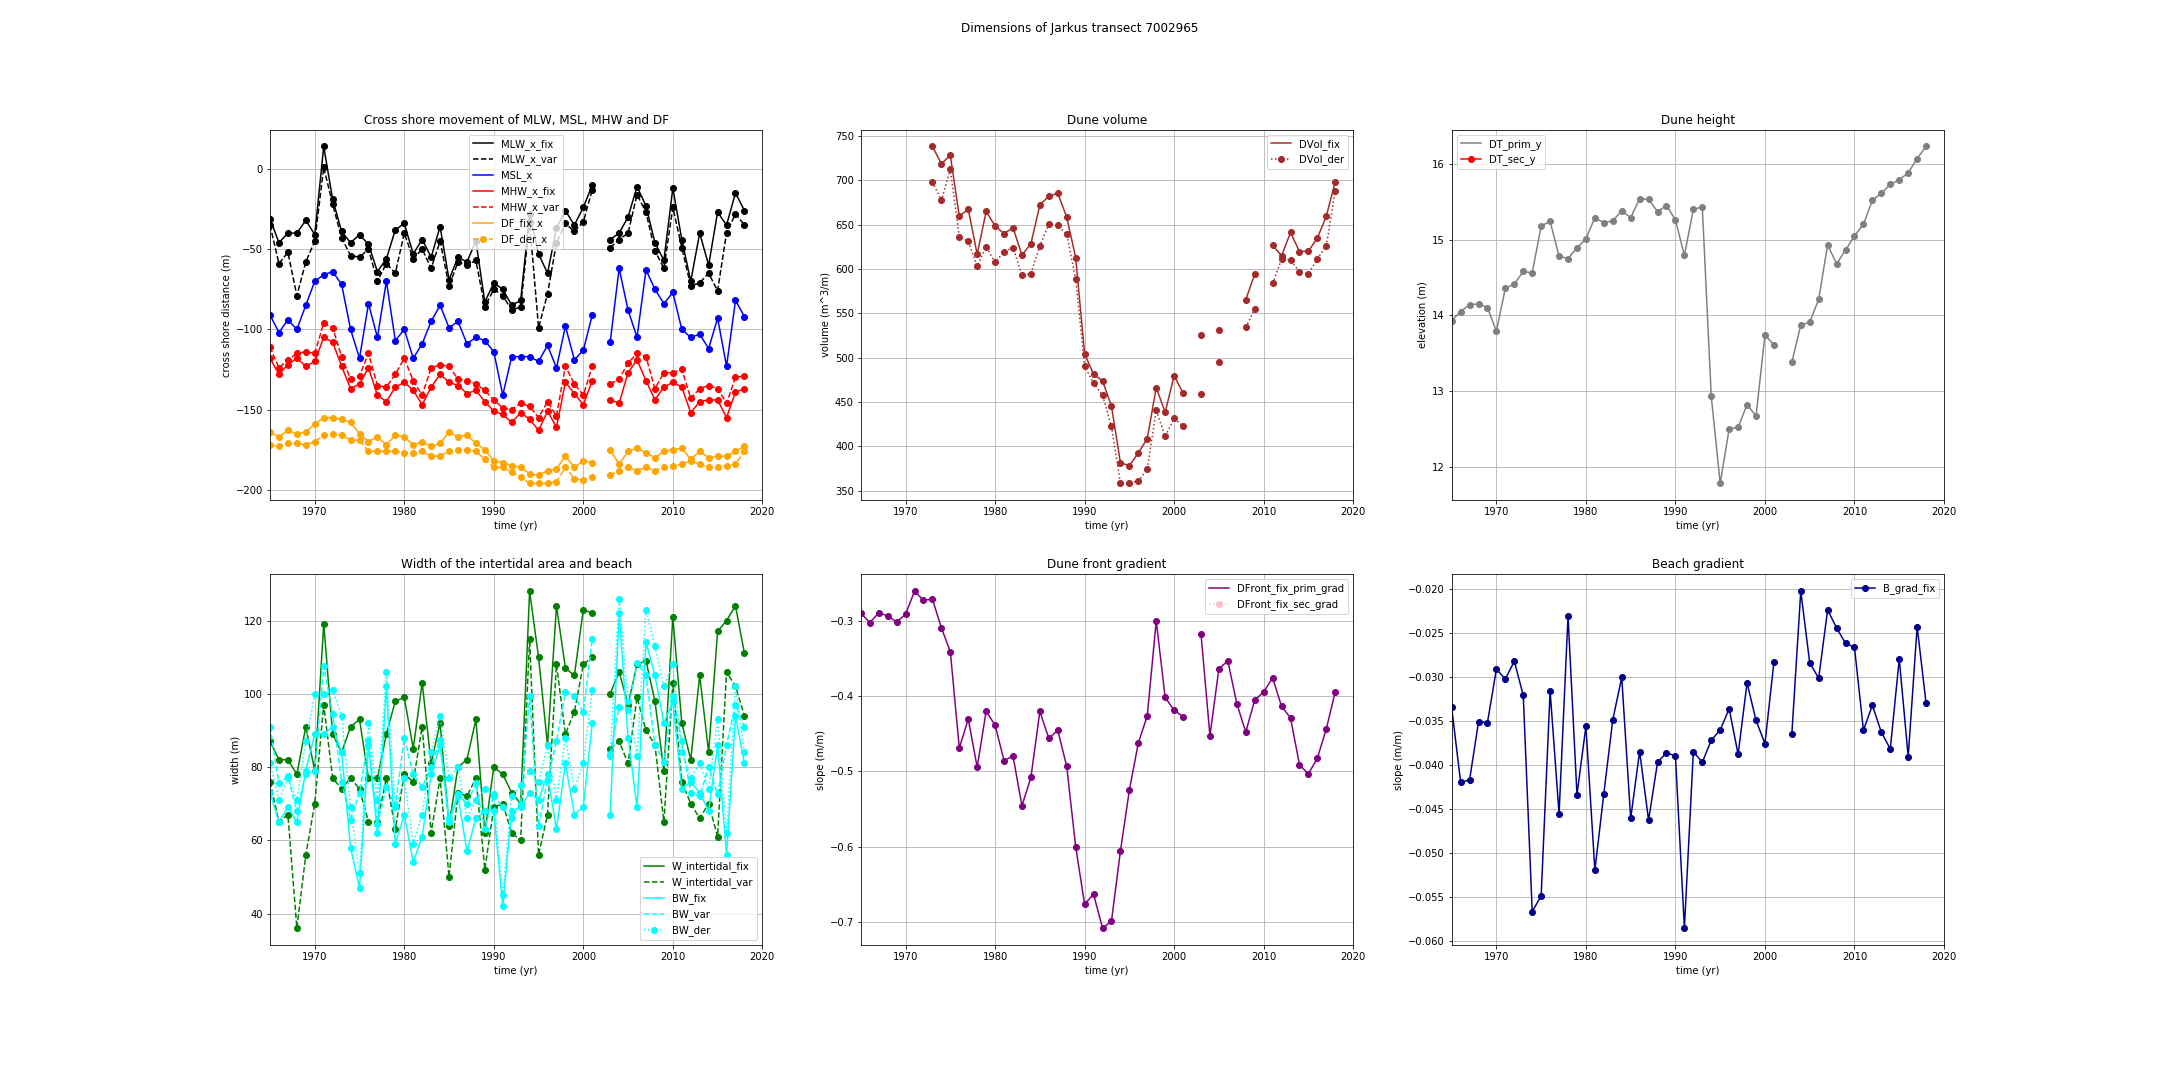 Dimensions of Jarkus transect 7002965
Cross shore movement of MLW, MSL, MHW and DF
cross shore distance (m)
0
−50
−100
−150
−200
MLW_x_fix
MLW_x_var
MSL_x
MHW_x_fix
MHW_x_var
DF_fix_x
DF_der_x
1970 1980 1990 2000 2010 2020
time (yr)
Dune volume
volume (m^3/m)
750
700
650
600
550
500
450
400
350
DVol_fix
DVol_der
1970 1980 1990 2000 2010 2020
time (yr)
Dune height
elevation (m)
16
15
14
13
12
DT_prim_y
DT_sec_y
1970 1980 1990 2000 2010 2020
time (yr)
Width of the intertidal area and beach
width (m)
120
100
80
60
40
W_intertidal_fix
W_intertidal_var
BW_fix
BW_var
BW_der
1970 1980 1990 2000 2010 2020
time (yr)
Dune front gradient
slope (m/m)
−0.3
−0.4
−0.5
−0.6
−0.7
DFront_fix_prim_grad
DFront_fix_sec_grad
1970 1980 1990 2000 2010 2020
time (yr)
Beach gradient
slope (m/m)
−0.020
−0.025
−0.030
−0.035
−0.040
−0.045
−0.050
−0.055
−0.060
B_grad_fix
1970 1980 1990 2000 2010 2020
time (yr)